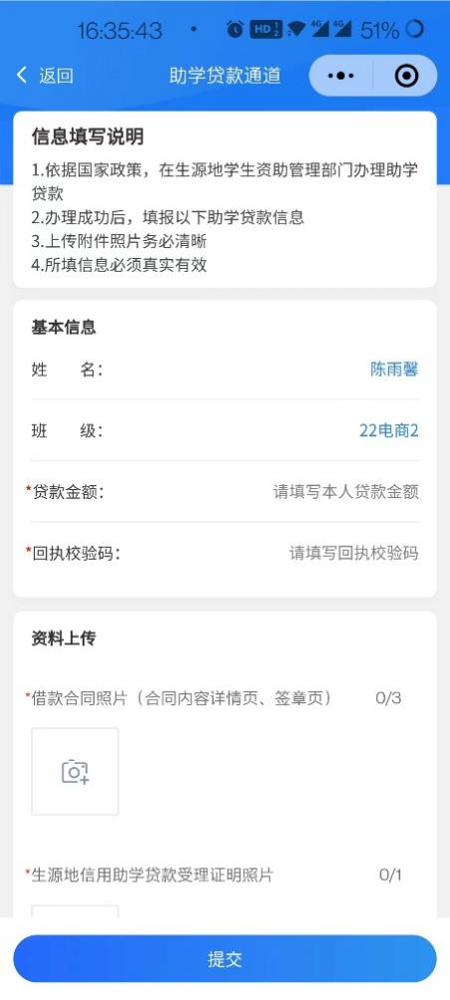 16:35:43 · HD 1 2 4G 4G 51%
返回 助学贷款通道
信息填写说明
1.依据国家政策，在生源地学生资助管理部门办理助学
贷款
2.办理成功后，填报以下助学贷款信息
3.上传附件照片务必清晰
4.所填信息必须真实有效
基本信息
姓 名： 陈雨馨
班 级： 22电商2
*贷款金额： 请填写本人贷款金额
*回执校验码： 请填写回执校验码
资料上传
*借款合同照片（合同内容详情页、签章页） 0/3
*生源地信用助学贷款受理证明照片 0/1
提交